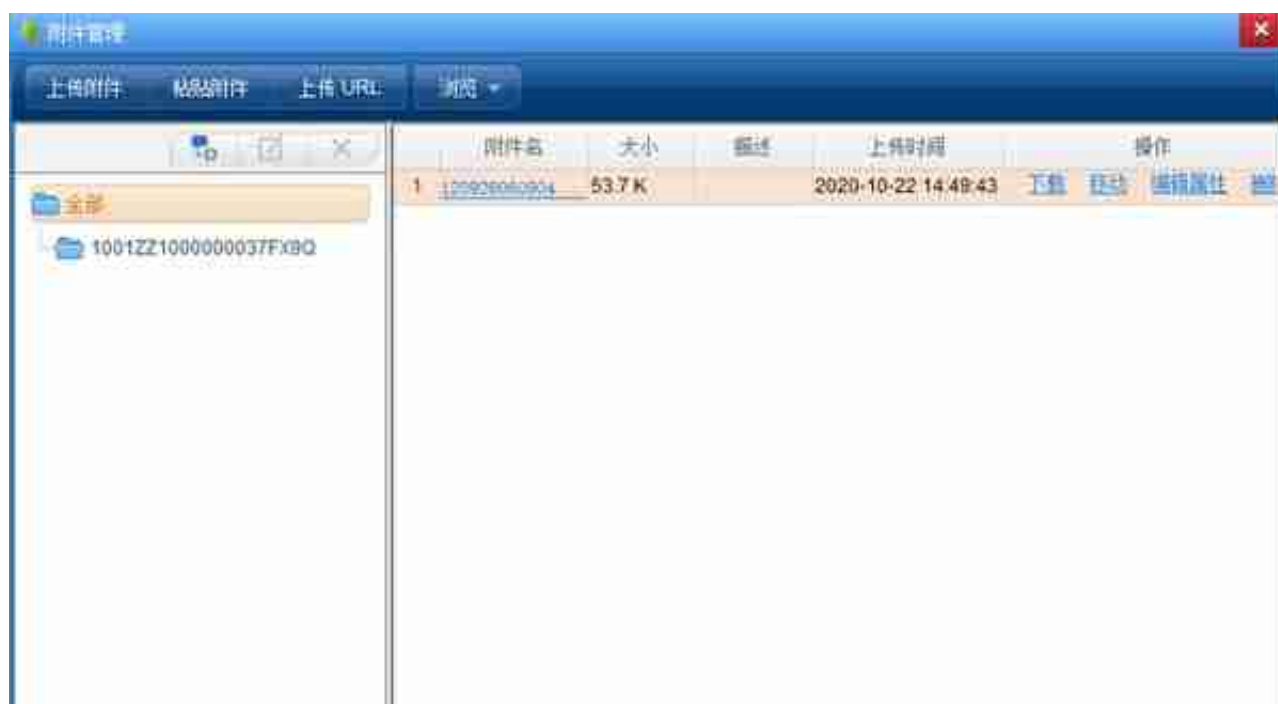 附件管理
上传附件 粘贴附件 上传 URL 浏览
附件名 大小 描述 上传时间 操作
1 53.7 K 2020-10-22 14:49:43 下载 移动 编辑属性
全部
1001ZZ1000000037FX9Q